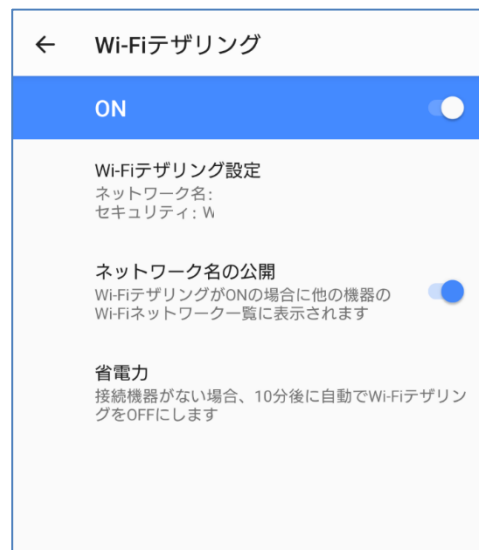 Wi-Fiテザリング
ON
Wi-Fiテザリング設定
ネットワーク名:
セキュリティ: W
ネットワーク名の公開
Wi-FiテザリングがONの場合に他の機器の
Wi-Fiネットワーク一覧に表示されます
省電力
接続機器がない場合、10分後に自動でWi-Fiテザリン
グをOFFにします